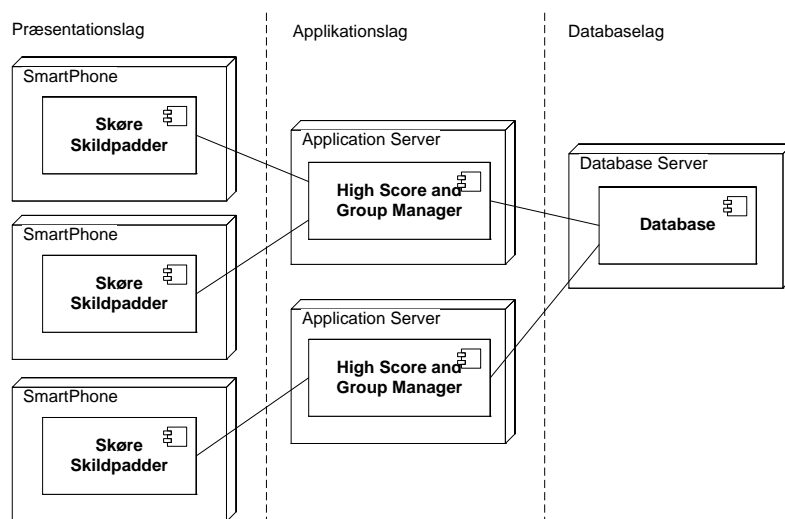 Præsentationslag
Applikationslag
Databaselag
SmartPhone
Skøre
Skildpadder
SmartPhone
Skøre
Skildpadder
SmartPhone
Skøre
Skildpadder
Application Server
High Score and
Group Manager
Application Server
High Score and
Group Manager
Database Server
Database